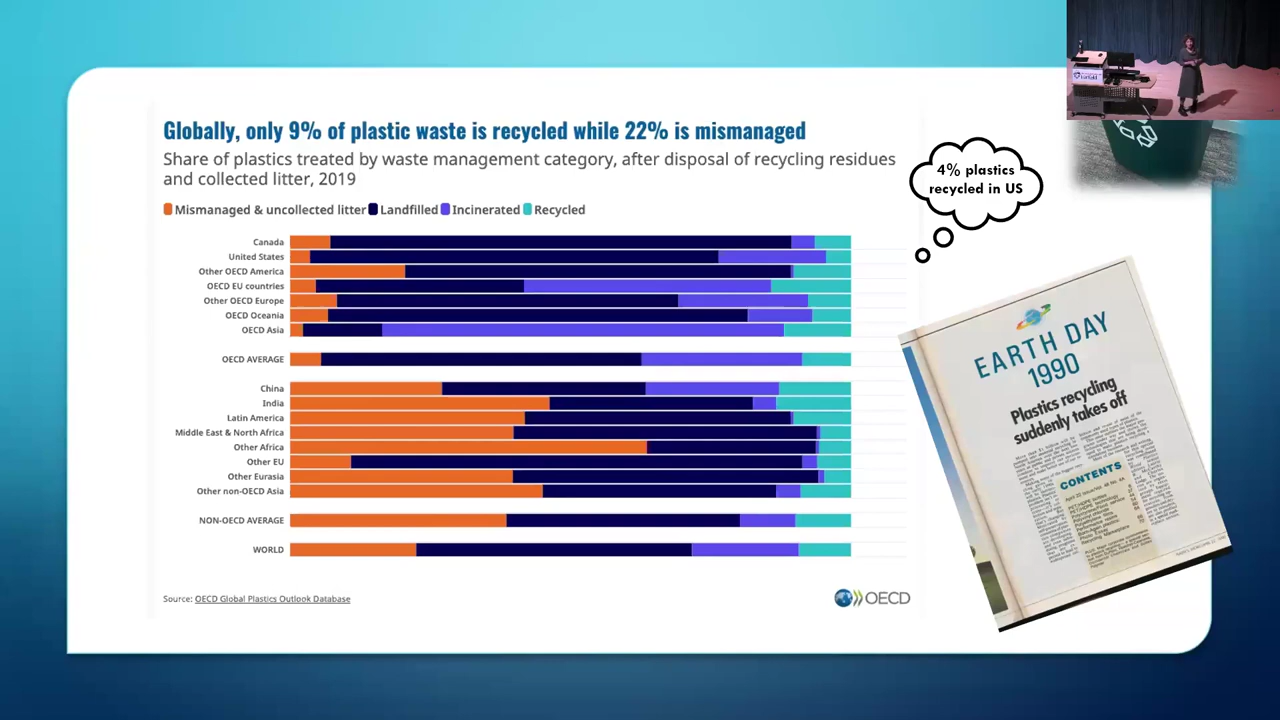 Globally, only 9% of plastic waste is recycled while 22% is mismanaged
Share of plastics treated by waste management category, after disposal of recycling residues
and collected litter, 2019
Mismanaged & uncollected litter Landfilled Incinerated Recycled
Canada
United States
Other OECD America
OECD EU countries
Other OECD Europe
OECD Oceania
OECD Asia
OECD AVERAGE
China
India
Latin America
Middle East & North Africa
Other Africa
Other EU
Other Eurasia
Other non-OECD Asia
NON-OECD AVERAGE
WORLD
Source: OECD Global Plastics Outlook Database
OECD
4% plastics
recycled in US
EARTH DAY
1990
Plastics recycling
suddenly takes off
CONTENTS